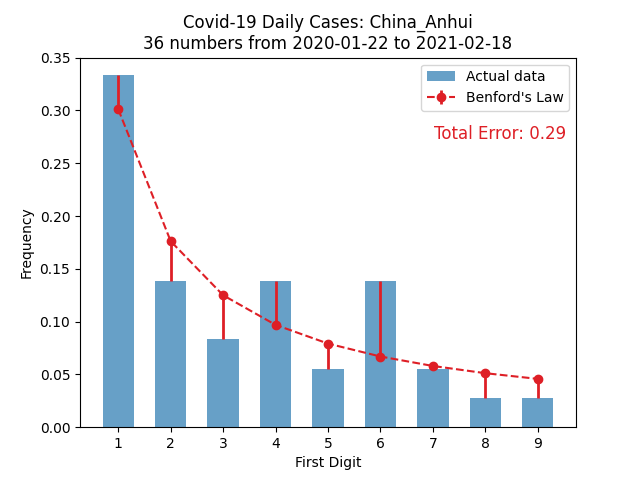 Covid-19 Daily Cases: China_Anhui
36 numbers from 2020-01-22 to 2021-02-18
Actual data
Benford's Law
Total Error: 0.29
Frequency
0.35
0.30
0.25
0.20
0.15
0.10
0.05
0.00
1 2 3 4 5 6 7 8 9
First Digit